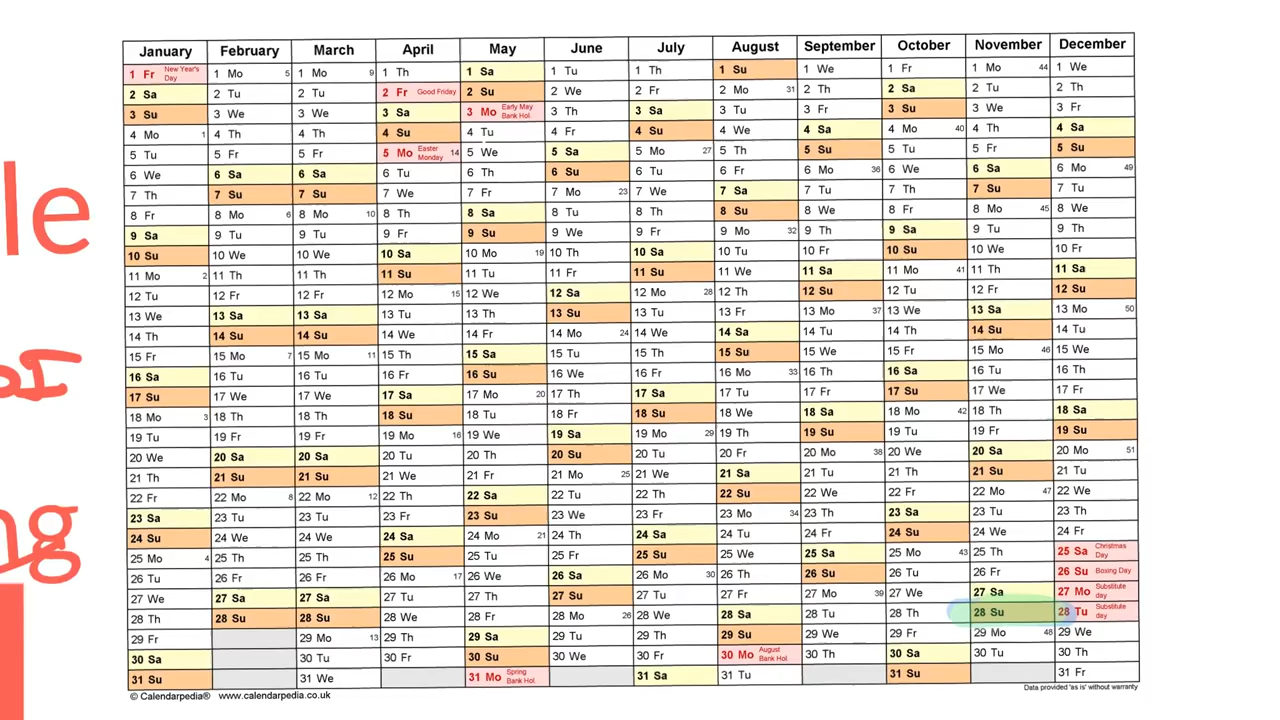 January February March April May June July August September October November December
1 Fr New Year's Day 1 Mo 5 1 Mo 9 1 Th 1 Sa 1 Tu 1 Th 1 Su 1 We 1 Fr 1 Mo 44 1 We
2 Sa 2 Tu 2 Tu 2 Fr Good Friday 2 Su 2 We 2 Fr 2 Mo 31 2 Th 2 Sa 2 Tu 2 Th
3 Su 3 We 3 We 3 Sa 3 Mo Early May Bank Hol. 3 Th 3 Sa 3 Tu 3 Fr 3 Su 3 We 3 Fr
4 Mo 1 4 Th 4 Th 4 Su 4 Tu 4 Fr 4 Su 4 We 4 Sa 4 Mo 40 4 Th 4 Sa
5 Tu 5 Fr 5 Fr 5 Mo Easter Monday 14 5 We 5 Sa 5 Mo 27 5 Th 5 Su 5 Tu 5 Fr 5 Su
6 We 6 Sa 6 Sa 6 Tu 6 Th 6 Su 6 Tu 6 Fr 6 Mo 36 6 We 6 Sa 6 Mo 49
7 Th 7 Su 7 Su 7 We 7 Fr 7 Mo 23 7 We 7 Sa 7 Tu 7 Th 7 Su 7 Tu
8 Fr 8 Mo 6 8 Mo 10 8 Th 8 Sa 8 Tu 8 Th 8 Su 8 We 8 Fr 8 Mo 45 8 We
9 Sa 9 Tu 9 Tu 9 Fr 9 Su 9 We 9 Fr 9 Mo 32 9 Th 9 Sa 9 Tu 9 Th
10 Su 10 We 10 We 10 Sa 10 Mo 19 10 Th 10 Sa 10 Tu 10 Fr 10 Su 10 We 10 Fr
11 Mo 2 11 Th 11 Th 11 Su 11 Tu 11 Fr 11 Su 11 We 11 Sa 11 Mo 41 11 Th 11 Sa
12 Tu 12 Fr 12 Fr 12 Mo 15 12 We 12 Sa 12 Mo 28 12 Th 12 Su 12 Tu 12 Fr 12 Su
13 We 13 Sa 13 Sa 13 Tu 13 Th 13 Su 13 Tu 13 Fr 13 Mo 37 13 We 13 Sa 13 Mo 50
14 Th 14 Su 14 Su 14 We 14 Fr 14 Mo 24 14 We 14 Sa 14 Tu 14 Th 14 Su 14 Tu
15 Fr 15 Mo 7 15 Mo 11 15 Th 15 Sa 15 Tu 15 Th 15 Su 15 We 15 Fr 15 Mo 46 15 We
16 Sa 16 Tu 16 Tu 16 Fr 16 Su 16 We 16 Fr 16 Mo 33 16 Th 16 Sa 16 Tu 16 Th
17 Su 17 We 17 We 17 Sa 17 Mo 20 17 Th 17 Sa 17 Tu 17 Fr 17 Su 17 We 17 Fr
18 Mo 3 18 Th 18 Th 18 Su 18 Tu 18 Fr 18 Su 18 We 18 Sa 18 Mo 42 18 Th 18 Sa
19 Tu 19 Fr 19 Fr 19 Mo 16 19 We 19 Sa 19 Mo 29 19 Th 19 Su 19 Tu 19 Fr 19 Su
20 We 20 Sa 20 Sa 20 Tu 20 Th 20 Su 20 Tu 20 Fr 20 Mo 38 20 We 20 Sa 20 Mo 51
21 Th 21 Su 21 Su 21 We 21 Fr 21 Mo 25 21 We 21 Sa 21 Tu 21 Th 21 Su 21 Tu
22 Fr 22 Mo 8 22 Mo 12 22 Th 22 Sa 22 Tu 22 Th 22 Su 22 We 22 Fr 22 Mo 47 22 We
23 Sa 23 Tu 23 Tu 23 Fr 23 Su 23 We 23 Fr 23 Mo 34 23 Th 23 Sa 23 Tu 23 Th
24 Su 24 We 24 We 24 Sa 24 Mo 21 24 Th 24 Sa 24 Tu 24 Fr 24 Su 24 We 24 Fr
25 Mo 4 25 Th 25 Th 25 Su 25 Tu 25 Fr 25 Su 25 We 25 Sa 25 Mo 43 25 Th 25 Sa Christmas Day
26 Tu 26 Fr 26 Fr 26 Mo 17 26 We 26 Sa 26 Mo 30 26 Th 26 Su 26 Tu 26 Fr 26 Su Boxing Day
27 We 27 Sa 27 Sa 27 Tu 27 Th 27 Su 27 Tu 27 Fr 27 Mo 39 27 We 27 Sa 27 Mo Substitute day
28 Th 28 Su 28 Su 28 We 28 Fr 28 Mo 26 28 We 28 Sa 28 Tu 28 Th 28 Su 28 Tu Substitute day
29 Fr 29 Mo 13 29 Th 29 Sa 29 Tu 29 Th 29 Su 29 We 29 Fr 29 Mo 48 29 We
30 Sa 30 Tu 30 Fr 30 Su 30 We 30 Fr 30 Mo August Bank Hol. 30 Th 30 Sa 30 Tu 30 Th
31 Su 31 We 31 Mo Spring Bank Hol. 31 Sa 31 Tu 31 Su 31 Fr
© Calendarpedia® www.calendarpedia.co.uk Data provided 'as is' without warranty
le
ng